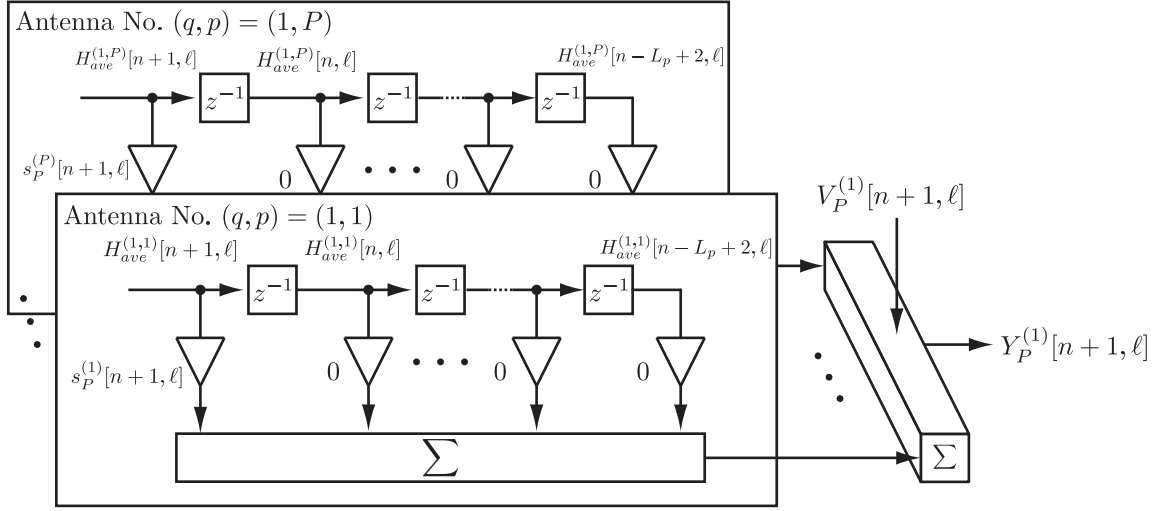 Antenna No. (q, p) = (1, P)
H_{ave}^{(1,P)}[n + 1, ℓ]
H_{ave}^{(1,P)}[n, ℓ]
H_{ave}^{(1,P)}[n − L_p + 2, ℓ]
z^{−1}
z^{−1}
z^{−1}
s_P^{(P)}[n + 1, ℓ]
0
0
0
Antenna No. (q, p) = (1, 1)
H_{ave}^{(1,1)}[n + 1, ℓ]
H_{ave}^{(1,1)}[n, ℓ]
H_{ave}^{(1,1)}[n − L_p + 2, ℓ]
z^{−1}
z^{−1}
z^{−1}
s_P^{(1)}[n + 1, ℓ]
0
0
0
∑
V_P^{(1)}[n + 1, ℓ]
Y_P^{(1)}[n + 1, ℓ]
∑